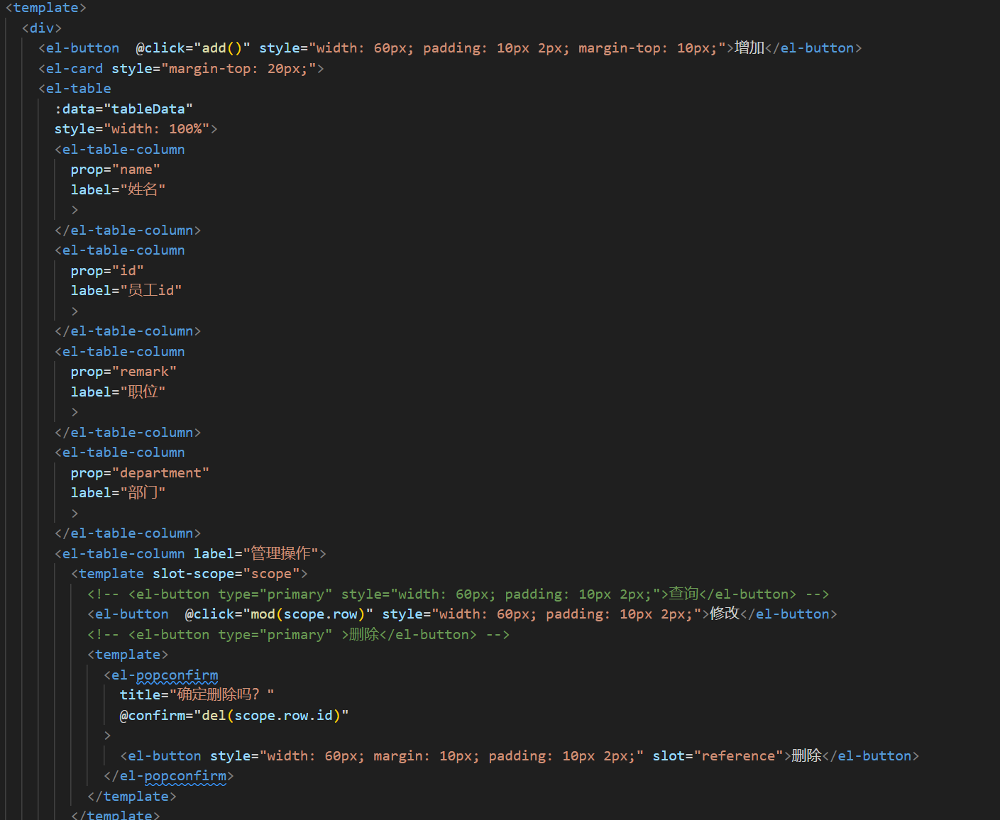 <template>
<div>
<el-button  @click="add()" style="width: 60px; padding: 10px 2px; margin-top: 10px;">增加</el-button>
<el-card style="margin-top: 20px;">
<el-table
:data="tableData"
style="width: 100%">
<el-table-column
prop="name"
label="姓名"
>
</el-table-column>
<el-table-column
prop="id"
label="员工id"
>
</el-table-column>
<el-table-column
prop="remark"
label="职位"
>
</el-table-column>
<el-table-column
prop="department"
label="部门"
>
</el-table-column>
<el-table-column label="管理操作">
<template slot-scope="scope">
<!-- <el-button type="primary" style="width: 60px; padding: 10px 2px;">查询</el-button> -->
<el-button  @click="mod(scope.row)" style="width: 60px; padding: 10px 2px;">修改</el-button>
<!-- <el-button type="primary" >删除</el-button> -->
<template>
<el-popconfirm
title="确定删除吗？"
@confirm="del(scope.row.id)"
>
<el-button style="width: 60px; margin: 10px; padding: 10px 2px;" slot="reference">删除</el-button>
</el-popconfirm>
</template>
</template>